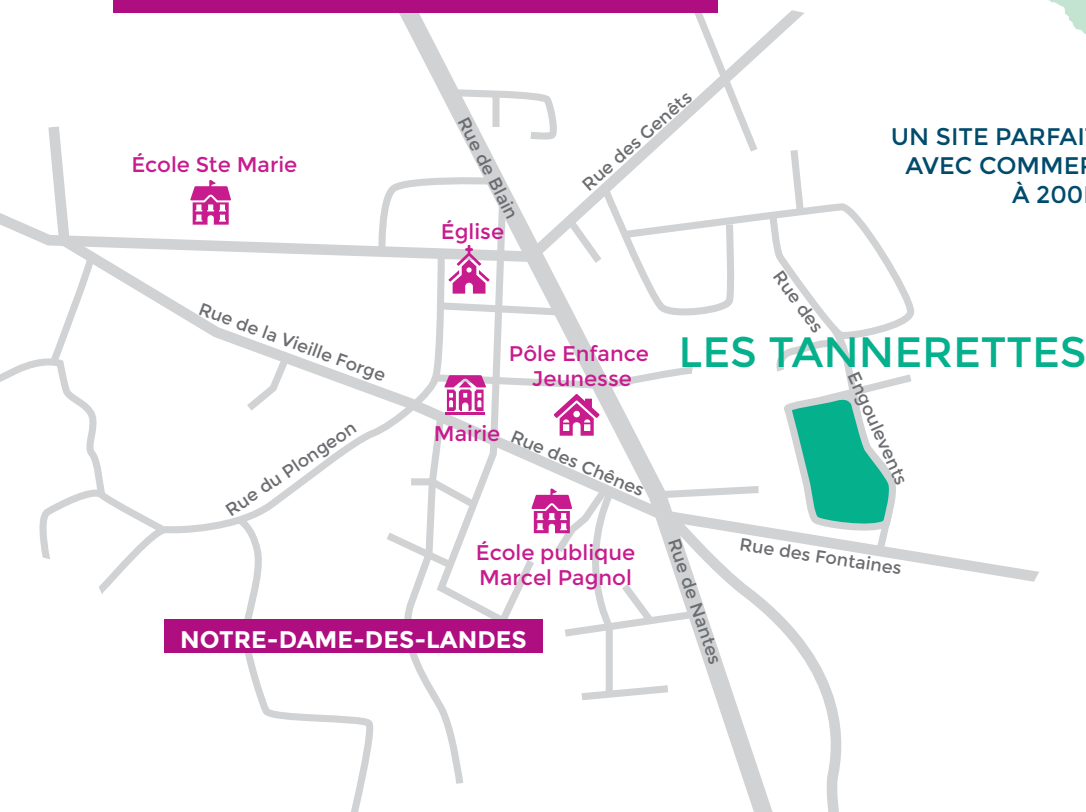 UN SITE PARFAI
AVEC COMMER
À 200
École Ste Marie
Rue de Blain
Rue des Genêts
Église
Rue des
Engoulevents
Rue de la Vieille Forge
Pôle Enfance
Jeunesse
LES TANNERETTES
Mairie
Rue des Chênes
Rue du Plongeon
École publique
Marcel Pagnol
Rue des Fontaines
Rue de Nantes
NOTRE-DAME-DES-LANDES